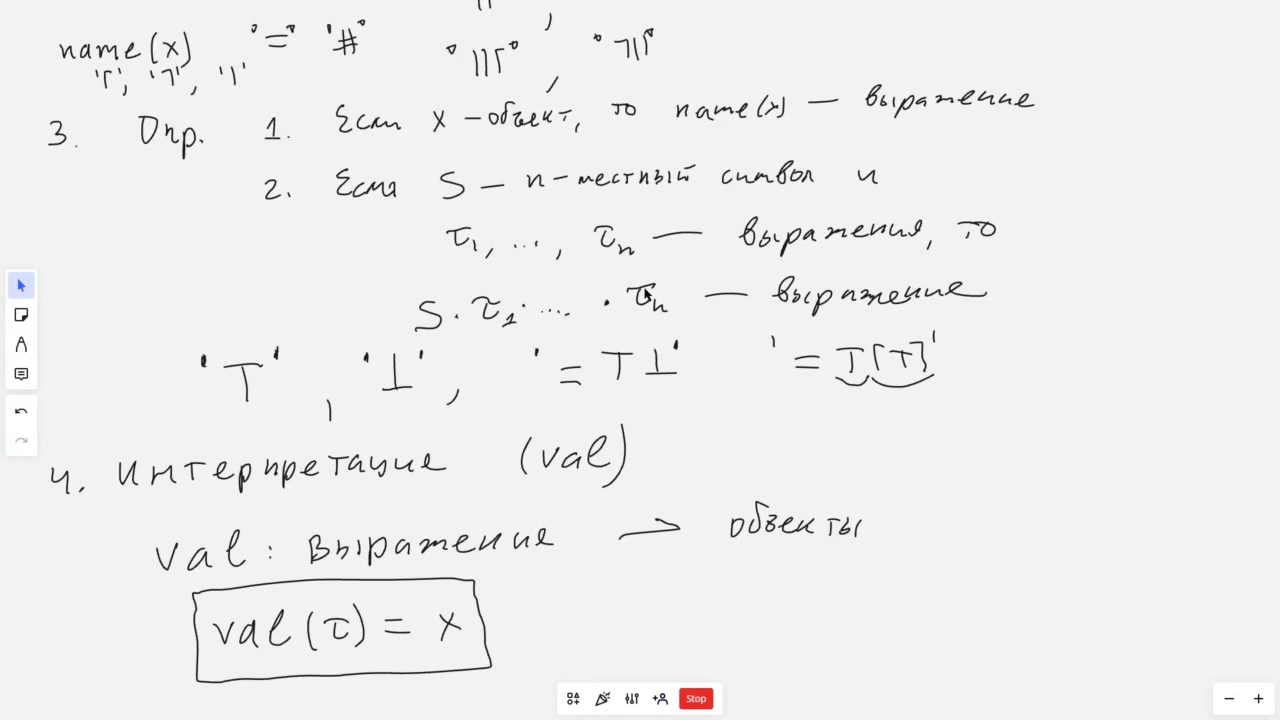 name(x) '=' '#'
'⌈', '⌉', '|'
3. Опр. 1. Если x – объект, то name(x) — выражение
2. Если S — n-местный символ и
τ₁, ..., τₙ — выражения, то
S · τ₁ · ... · τₙ — выражение
'T', '⊥', '= T⊥' '= T⌈T⌉'
4. Интерпретация (val)
val : Выражение → объекты
val(τ) = x
Stop